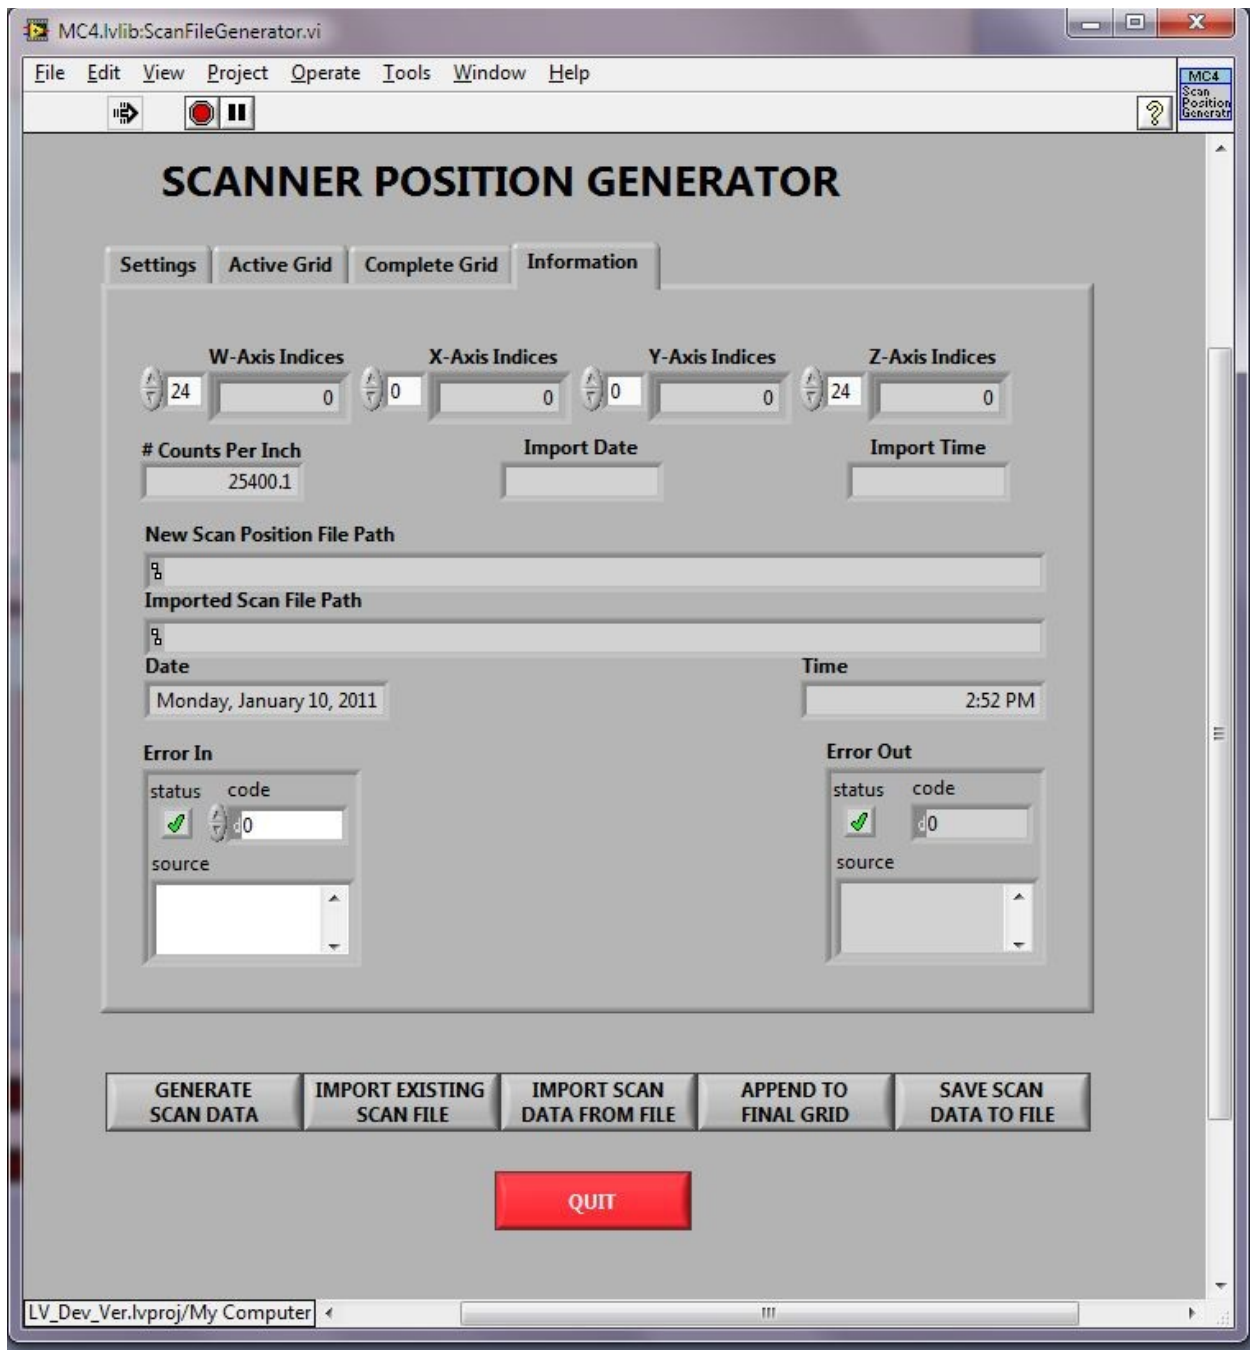 MC4.lvlib:ScanFileGenerator.vi
File Edit View Project Operate Tools Window Help
MC4
Scan
Position
Generatr
SCANNER POSITION GENERATOR
Settings Active Grid Complete Grid Information
W-Axis Indices X-Axis Indices Y-Axis Indices Z-Axis Indices
24 0 0 0 0 0 24 0
# Counts Per Inch Import Date Import Time
25400.1
New Scan Position File Path
Imported Scan File Path
Date Time
Monday, January 10, 2011 2:52 PM
Error In Error Out
status code status code
d0 d0
source source
GENERATE SCAN DATA IMPORT EXISTING SCAN FILE IMPORT SCAN DATA FROM FILE APPEND TO FINAL GRID SAVE SCAN DATA TO FILE
QUIT
LV_Dev_Ver.lvproj/My Computer